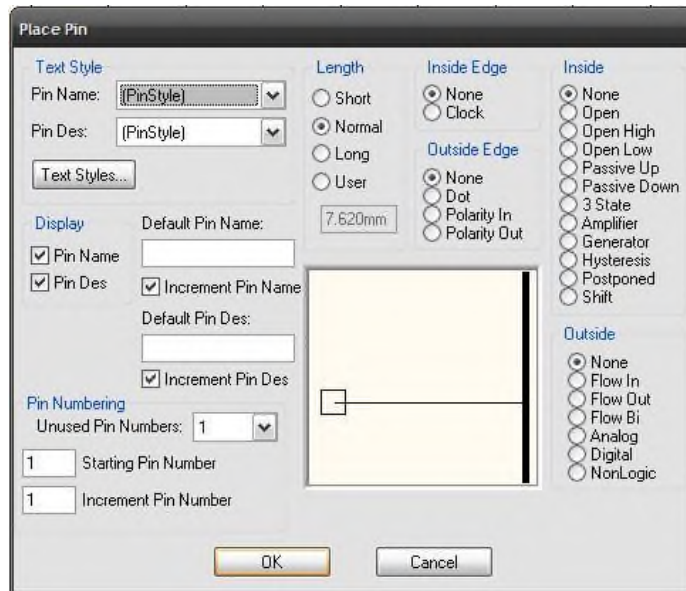 Place Pin
Text Style
Pin Name: (PinStyle)
Pin Des: (PinStyle)
Text Styles...
Display
Pin Name
Pin Des
Default Pin Name:
Increment Pin Name
Default Pin Des:
Increment Pin Des
Pin Numbering
Unused Pin Numbers: 1
1 Starting Pin Number
1 Increment Pin Number
Length
Short
Normal
Long
User
7.620mm
Inside Edge
None
Clock
Outside Edge
None
Dot
Polarity In
Polarity Out
Inside
None
Open
Open High
Open Low
Passive Up
Passive Down
3 State
Amplifier
Generator
Hysteresis
Postponed
Shift
Outside
None
Flow In
Flow Out
Flow Bi
Analog
Digital
NonLogic
OK
Cancel